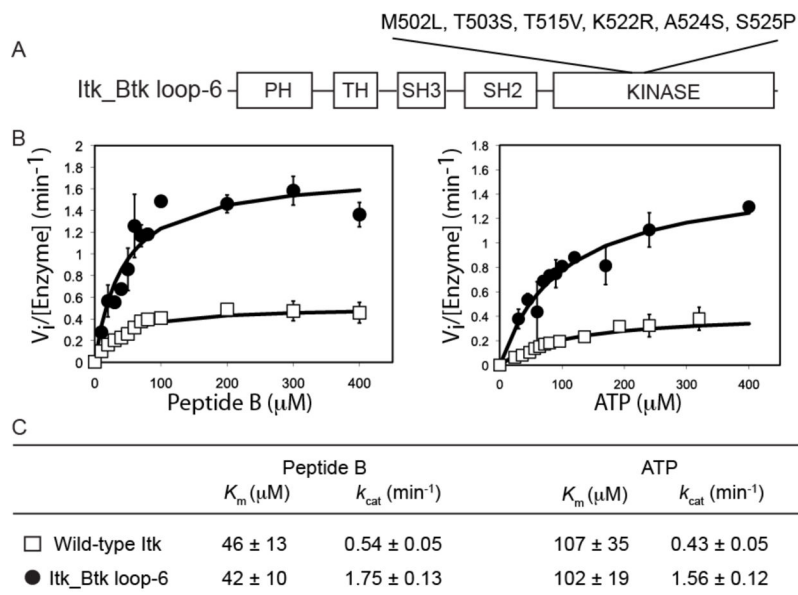 M502L, T503S, T515V, K522R, A524S, S525P
A
Itk_Btk loop-6 PH TH SH3 SH2 KINASE
B
2
1.8
1.6
1.4
1.2
1
0.8
0.6
0.4
0.2
0
Vi/[Enzyme] (min-1)
0 100 200 300 400
Peptide B (µM)
1.8
1.6
1.4
1.2
1
0.8
0.6
0.4
0.2
0
Vi/[Enzyme] (min-1)
0 100 200 300 400
ATP (µM)
C
Peptide B ATP
Km (µM) kcat (min-1) Km (µM) kcat (min-1)
Wild-type Itk 46 ± 13 0.54 ± 0.05 107 ± 35 0.43 ± 0.05
Itk_Btk loop-6 42 ± 10 1.75 ± 0.13 102 ± 19 1.56 ± 0.12